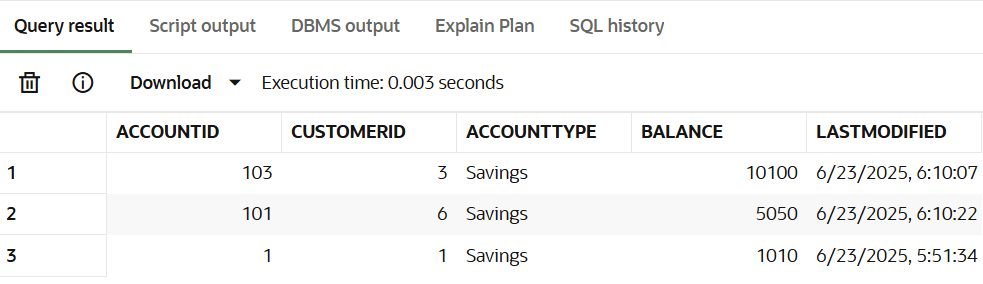 Query result Script output DBMS output Explain Plan SQL history
Download Execution time: 0.003 seconds
ACCOUNTID CUSTOMERID ACCOUNTTYPE BALANCE LASTMODIFIED
1 103 3 Savings 10100 6/23/2025, 6:10:07
2 101 6 Savings 5050 6/23/2025, 6:10:22
3 1 1 Savings 1010 6/23/2025, 5:51:34